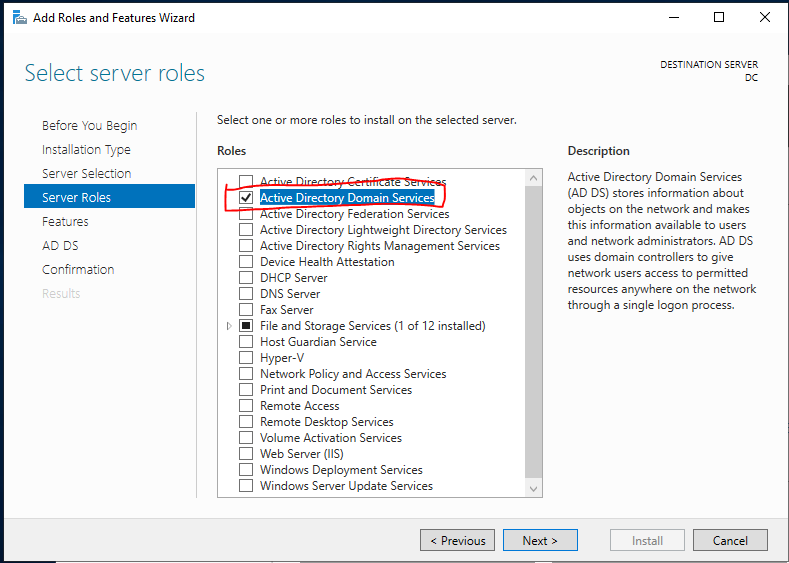 Add Roles and Features Wizard
Select server roles
DESTINATION SERVER
DC
Before You Begin
Installation Type
Server Selection
Server Roles
Features
AD DS
Confirmation
Results
Select one or more roles to install on the selected server.
Roles
Active Directory Certificate Services
Active Directory Domain Services
Active Directory Federation Services
Active Directory Lightweight Directory Services
Active Directory Rights Management Services
Device Health Attestation
DHCP Server
DNS Server
Fax Server
File and Storage Services (1 of 12 installed)
Host Guardian Service
Hyper-V
Network Policy and Access Services
Print and Document Services
Remote Access
Remote Desktop Services
Volume Activation Services
Web Server (IIS)
Windows Deployment Services
Windows Server Update Services
Description
Active Directory Domain Services
(AD DS) stores information about
objects on the network and makes
this information available to users
and network administrators. AD DS
uses domain controllers to give
network users access to permitted
resources anywhere on the network
through a single logon process.
< Previous
Next >
Install
Cancel